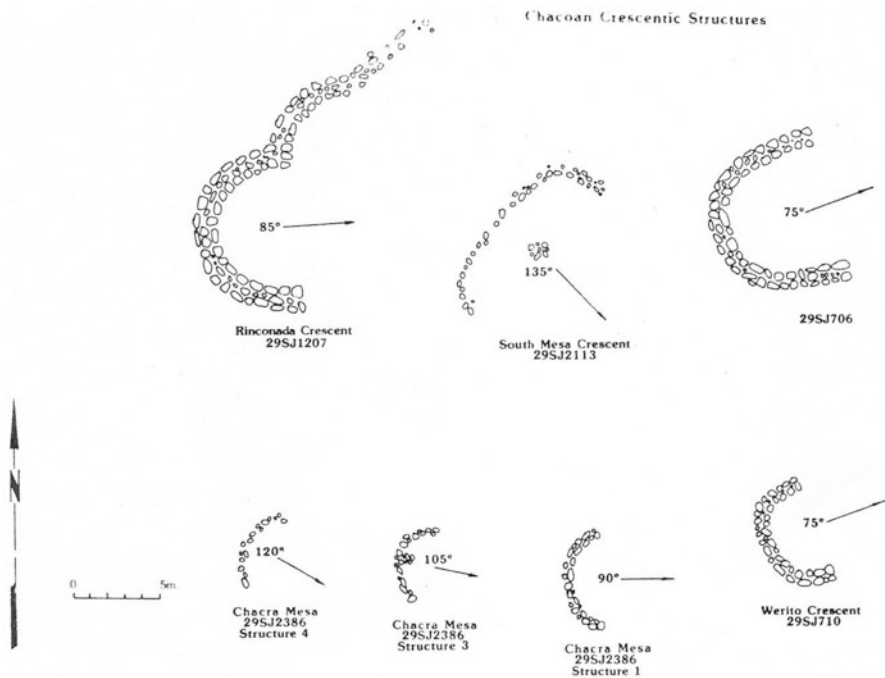 Chacoan Crescentic Structures
85°
Rinconada Crescent
29SJ1207
135°
South Mesa Crescent
29SJ2113
75°
29SJ706
N
0
5m.
120°
Chacra Mesa
29SJ2386
Structure 4
105°
Chacra Mesa
29SJ2386
Structure 3
90°
Chacra Mesa
29SJ2386
Structure 1
75°
Werito Crescent
29SJ710